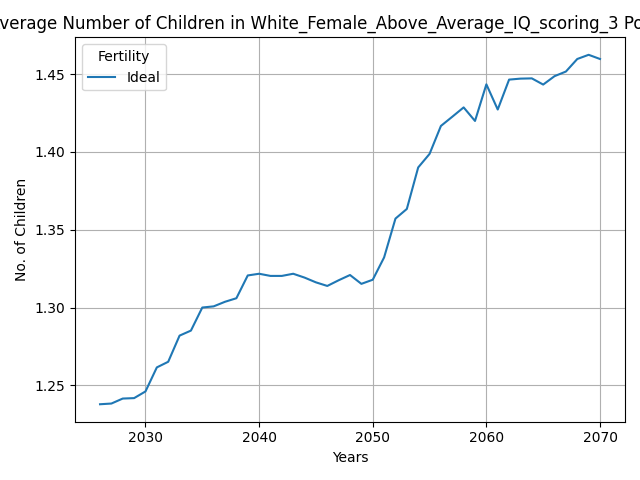 verage Number of Children in White_Female_Above_Average_IQ_scoring_3 Po
Fertility
Ideal
No. of Children
1.45
1.40
1.35
1.30
1.25
2030 2040 2050 2060 2070
Years